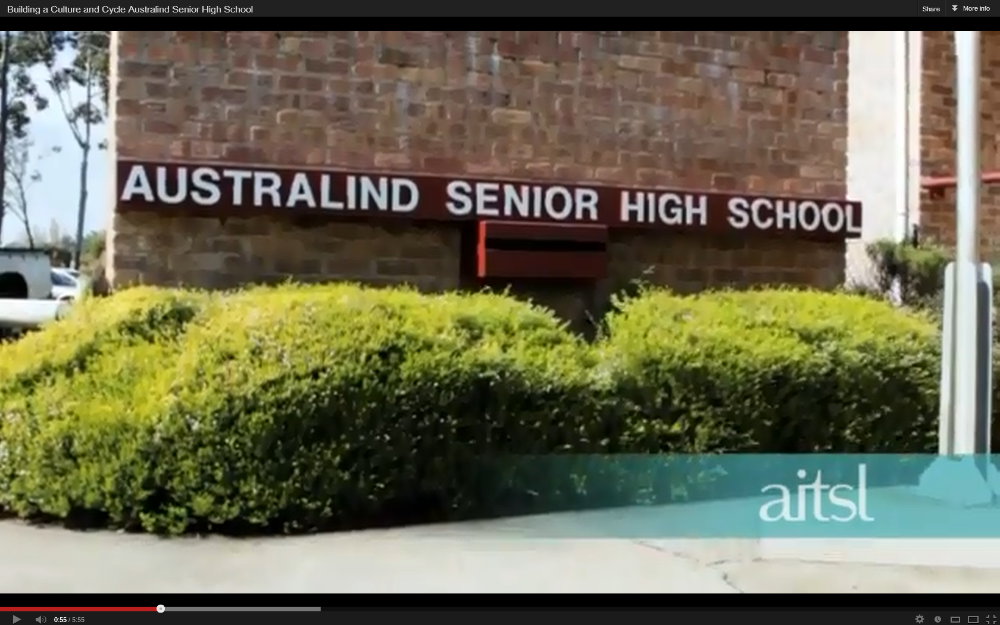 Building a Culture and Cycle Australind Senior High School
Share
More info
AUSTRALIND SENIOR HIGH SCHOOL
aitsl
0:55 / 5:55